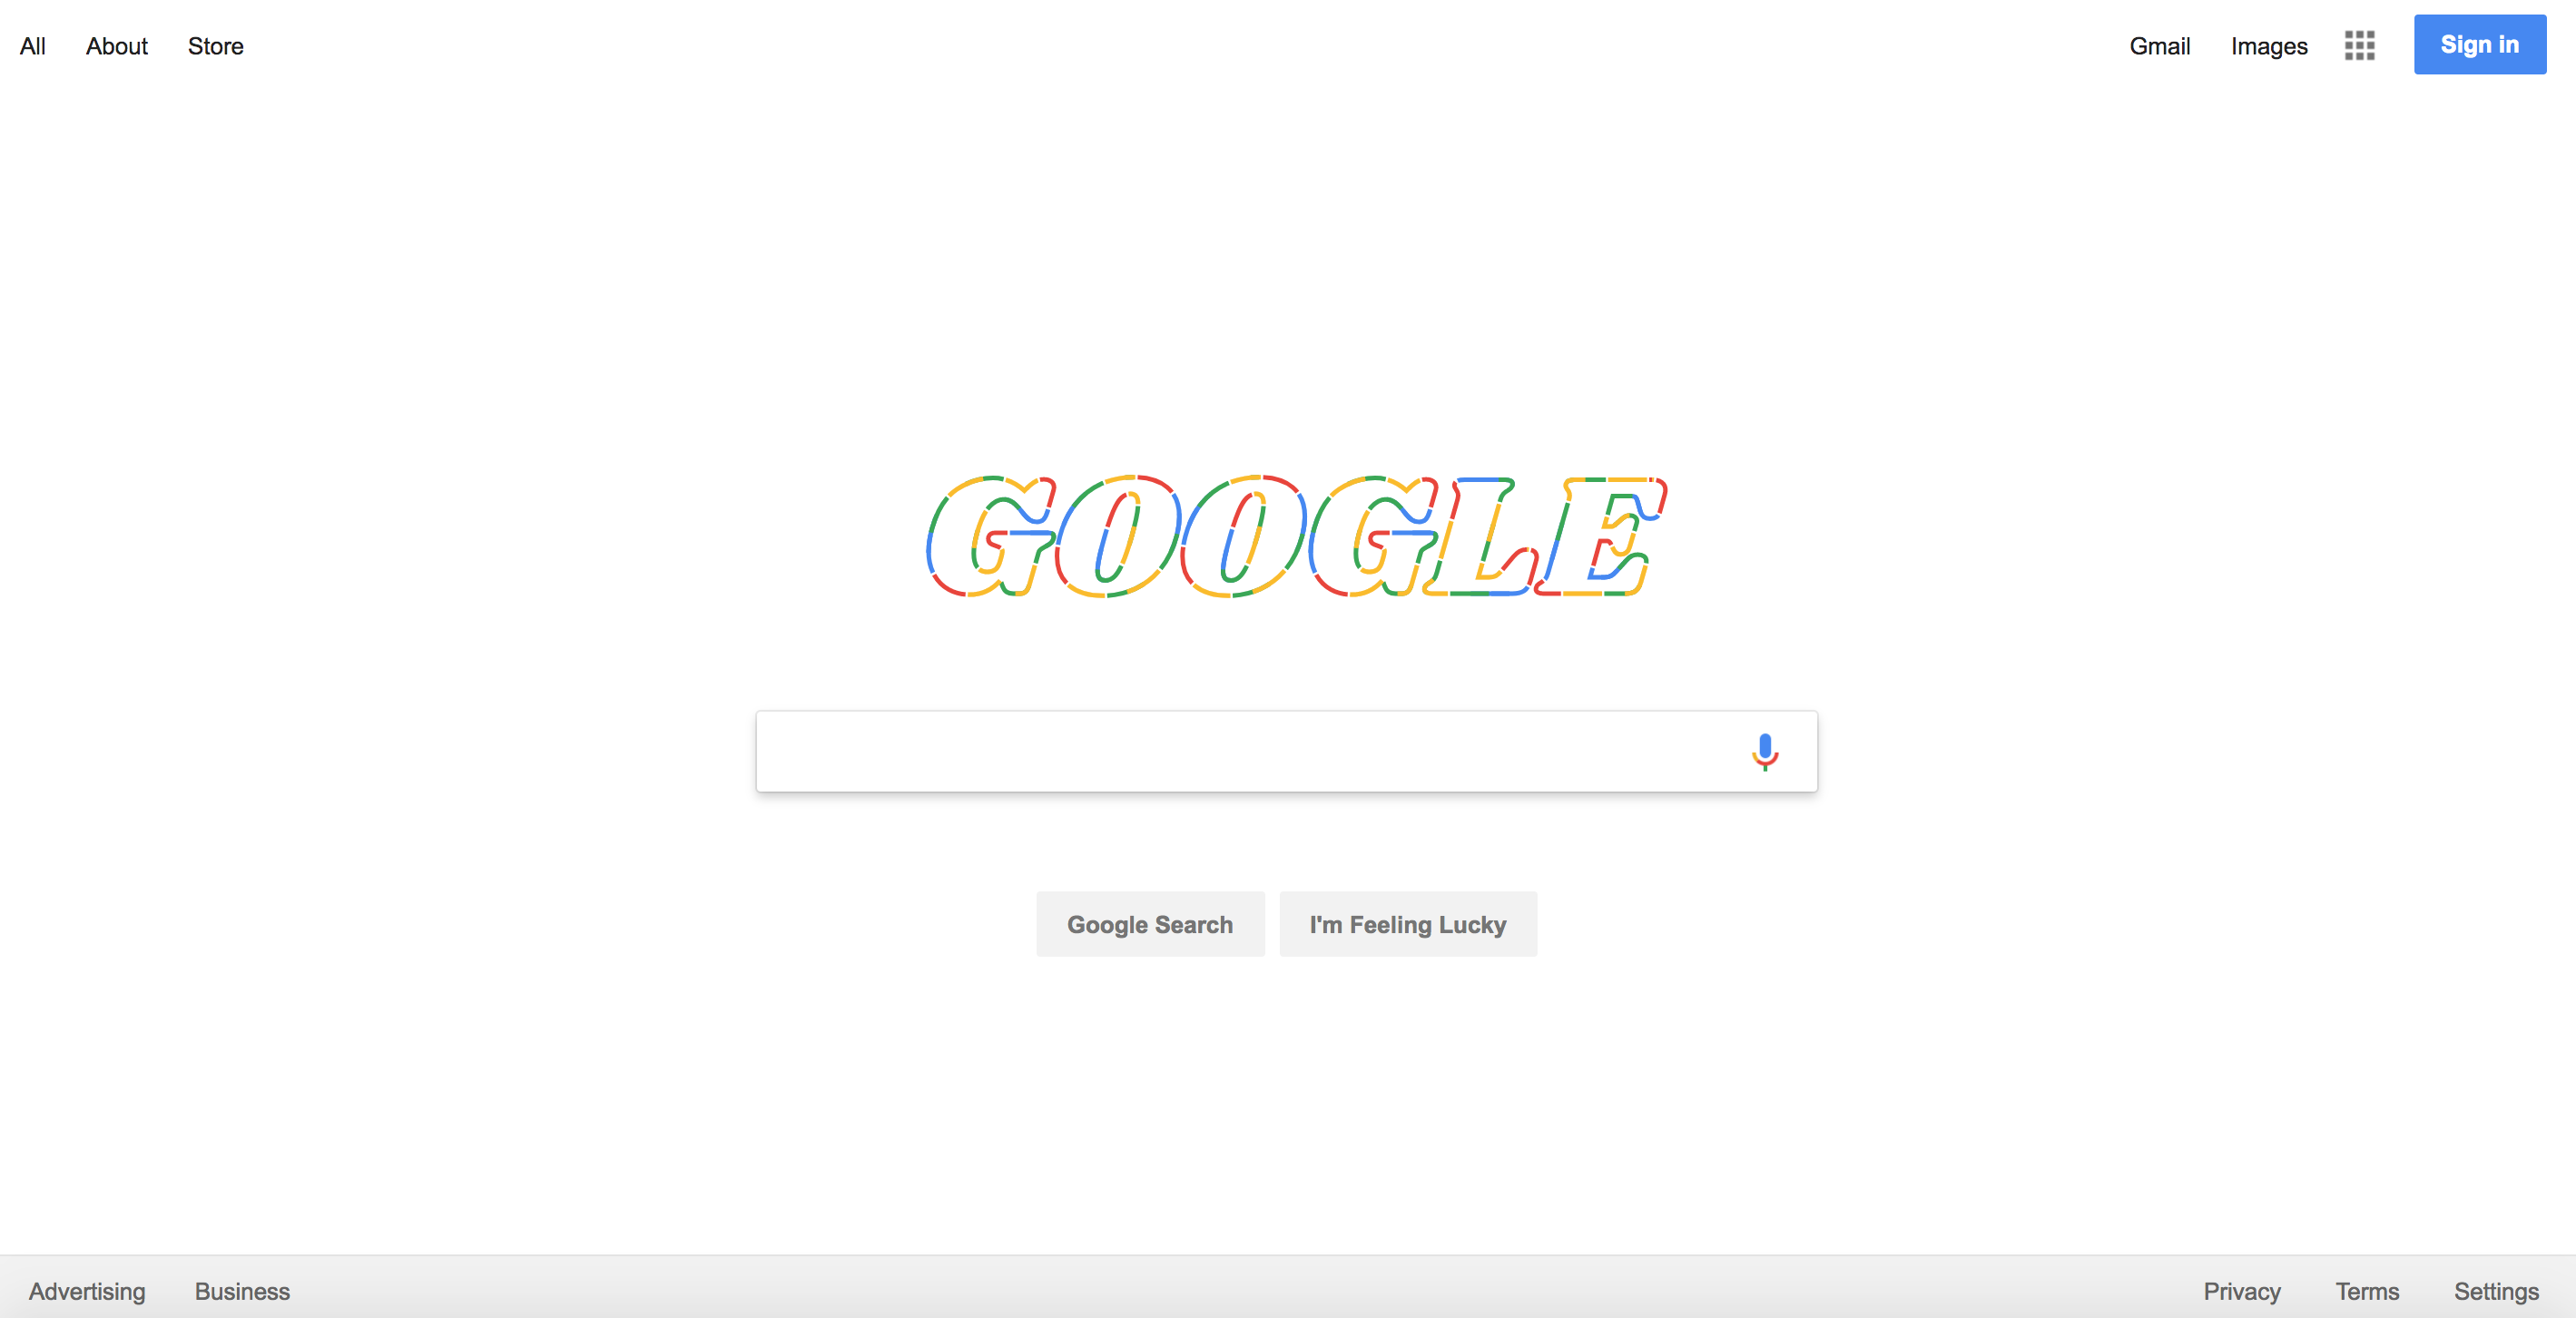 All About Store Gmail Images Sign in
GOOGLE
Google Search I'm Feeling Lucky
Advertising Business Privacy Terms Settings